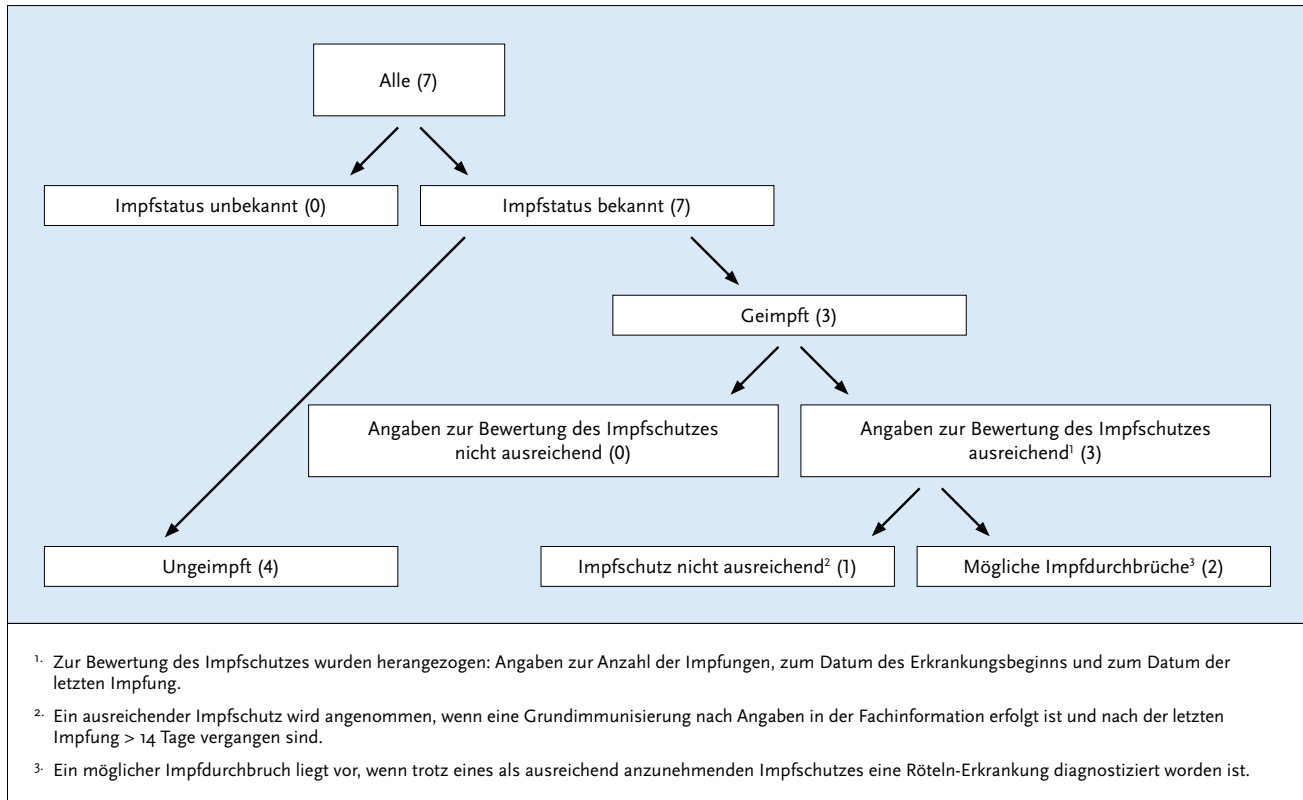 Alle (7)
Impfstatus unbekannt (0)
Impfstatus bekannt (7)
Geimpft (3)
Angaben zur Bewertung des Impfschutzes
nicht ausreichend (0)
Angaben zur Bewertung des Impfschutzes
ausreichend¹ (3)
Ungeimpft (4)
Impfschutz nicht ausreichend² (1)
Mögliche Impfdurchbrüche³ (2)
¹· Zur Bewertung des Impfschutzes wurden herangezogen: Angaben zur Anzahl der Impfungen, zum Datum des Erkrankungsbeginns und zum Datum der
letzten Impfung.
²· Ein ausreichender Impfschutz wird angenommen, wenn eine Grundimmunisierung nach Angaben in der Fachinformation erfolgt ist und nach der letzten
Impfung > 14 Tage vergangen sind.
³· Ein möglicher Impfdurchbruch liegt vor, wenn trotz eines als ausreichend anzunehmenden Impfschutzes eine Röteln-Erkrankung diagnostiziert worden ist.